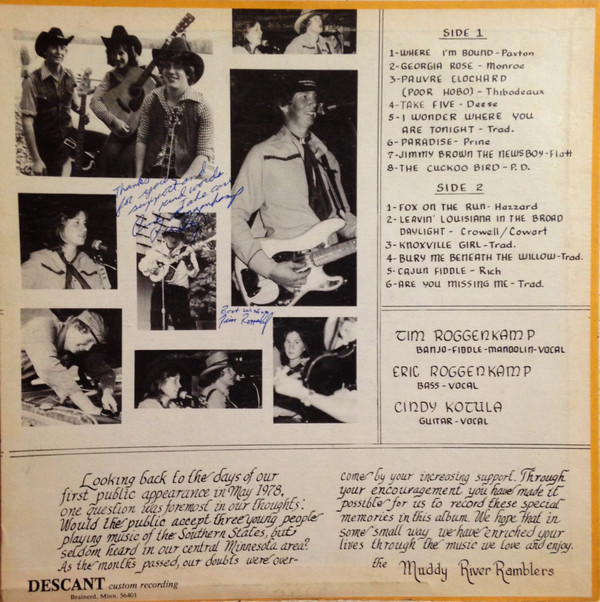 SIDE 1
1-WHERE I'M BOUND-Paxton
2-GEORGIA ROSE - Monroe
3-PAUVRE CLOCHARD
(POOR HOBO) - Thibodeaux
4-TAKE FIVE - Deese
5-I WONDER WHERE YOU
ARE TONIGHT - Trad.
6-PARADISE- Prine
7-JIMMY BROWN THE NEWSBOY-Flatt
8-THE CUCKOO BIRD - P.D.
SIDE 2
1-FOX ON THE RUN- Hazzard
2-LEAVIN' LOUISIANA IN THE BROAD
DAYLIGHT - Crowell/Cowart
3-KNOXVILLE GIRL-Trad.
4-BURY ME BENEATH THE WILLOW-Trad.
5-CAJUN FIDDLE - Rich
6-ARE YOU MISSING ME- Trad.
TIM ROGGENKAMP
BANJO-FIDDLE-MANDOLIN-VOCAL
ERIC ROGGENKAMP
BASS - VOCAL
CINDY KOTULA
GUITAR - VOCAL
Thanks
for your
support and
kind words
Take care
Best wishes
Looking back to the days of our
first public appearance in May 1978,
one question was foremost in our thoughts:
Would the public accept three young people
playing music of the Southern States, but
seldom heard in our central Minnesota area?
As the months passed, our doubts were over-
come by your increasing support. Through
your encouragement you have made it
possible for us to record these special
memories in this album. We hope that in
some small way we have enriched your
lives through the music we love and enjoy.
the Muddy River Ramblers
DESCANT custom recording
Brainerd, Minn. 56401